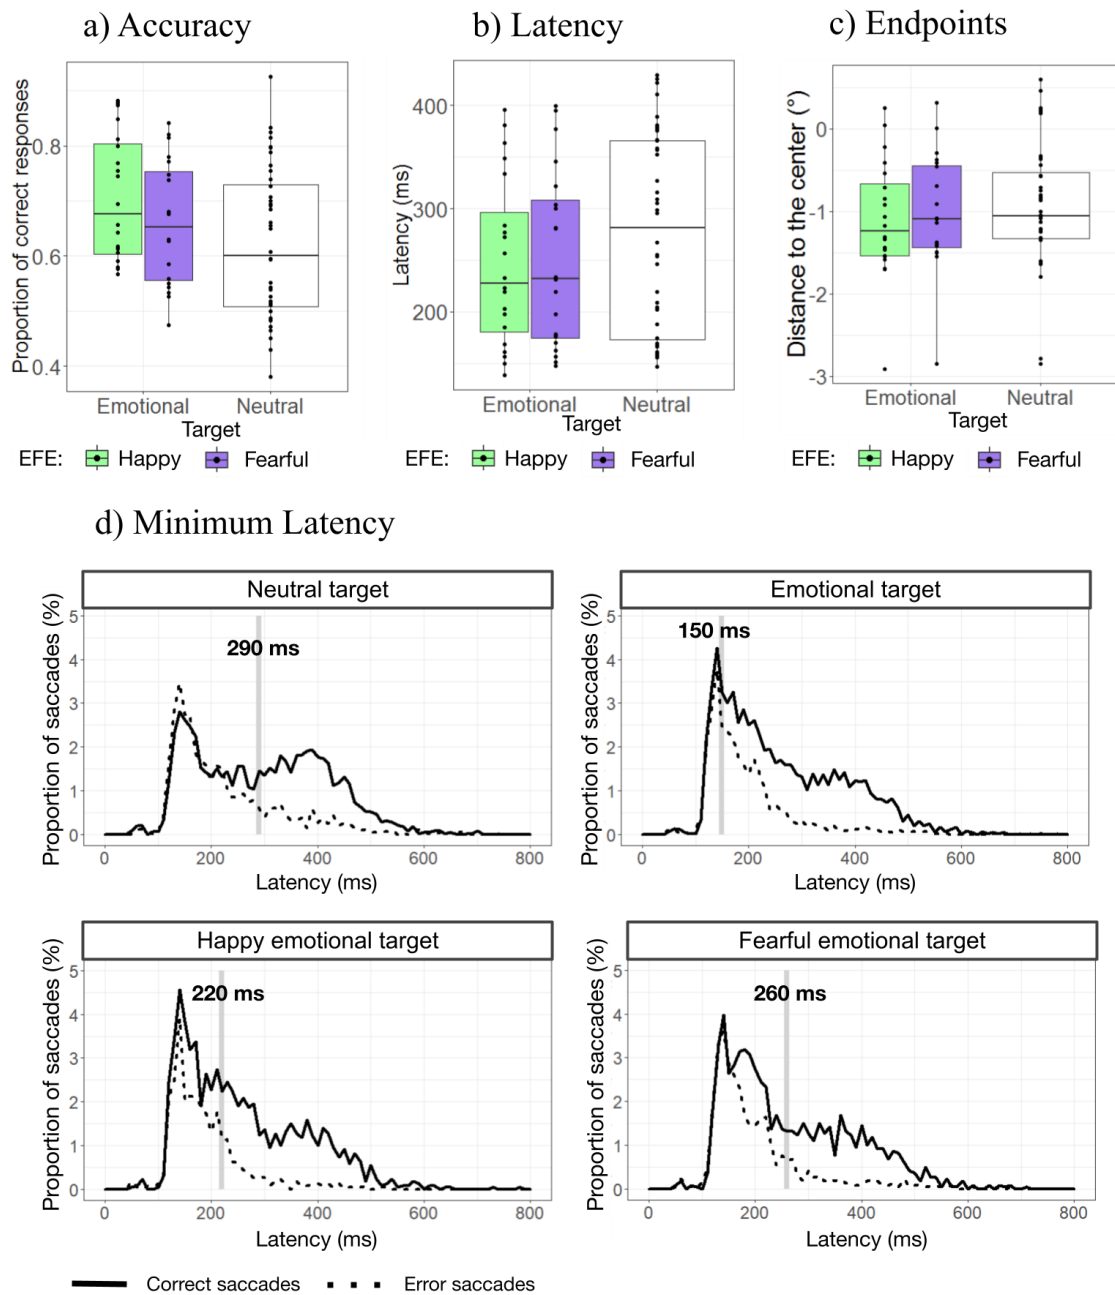 a) Accuracy
b) Latency
c) Endpoints
Proportion of correct responses
0.8
0.6
0.4
Emotional
Neutral
Target
EFE:
Happy
Fearful
Latency (ms)
400
300
200
Emotional
Neutral
Target
EFE:
Happy
Fearful
Distance to the center (°)
0
-1
-2
-3
Emotional
Neutral
Target
EFE:
Happy
Fearful
d) Minimum Latency
Neutral target
290 ms
Proportion of saccades (%)
5
4
3
2
1
0
0
200
400
600
800
Latency (ms)
Emotional target
150 ms
Proportion of saccades (%)
5
4
3
2
1
0
0
200
400
600
800
Latency (ms)
Happy emotional target
220 ms
Proportion of saccades (%)
5
4
3
2
1
0
0
200
400
600
800
Latency (ms)
Fearful emotional target
260 ms
Proportion of saccades (%)
5
4
3
2
1
0
0
200
400
600
800
Latency (ms)
Correct saccades
Error saccades